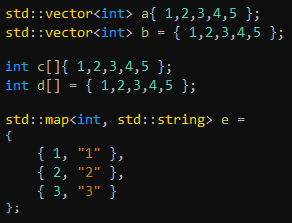 std::vector<int> a{ 1,2,3,4,5 };
std::vector<int> b = { 1,2,3,4,5 };
int c[]{ 1,2,3,4,5 };
int d[] = { 1,2,3,4,5 };
std::map<int, std::string> e =
{
{ 1, "1" },
{ 2, "2" },
{ 3, "3" }
};